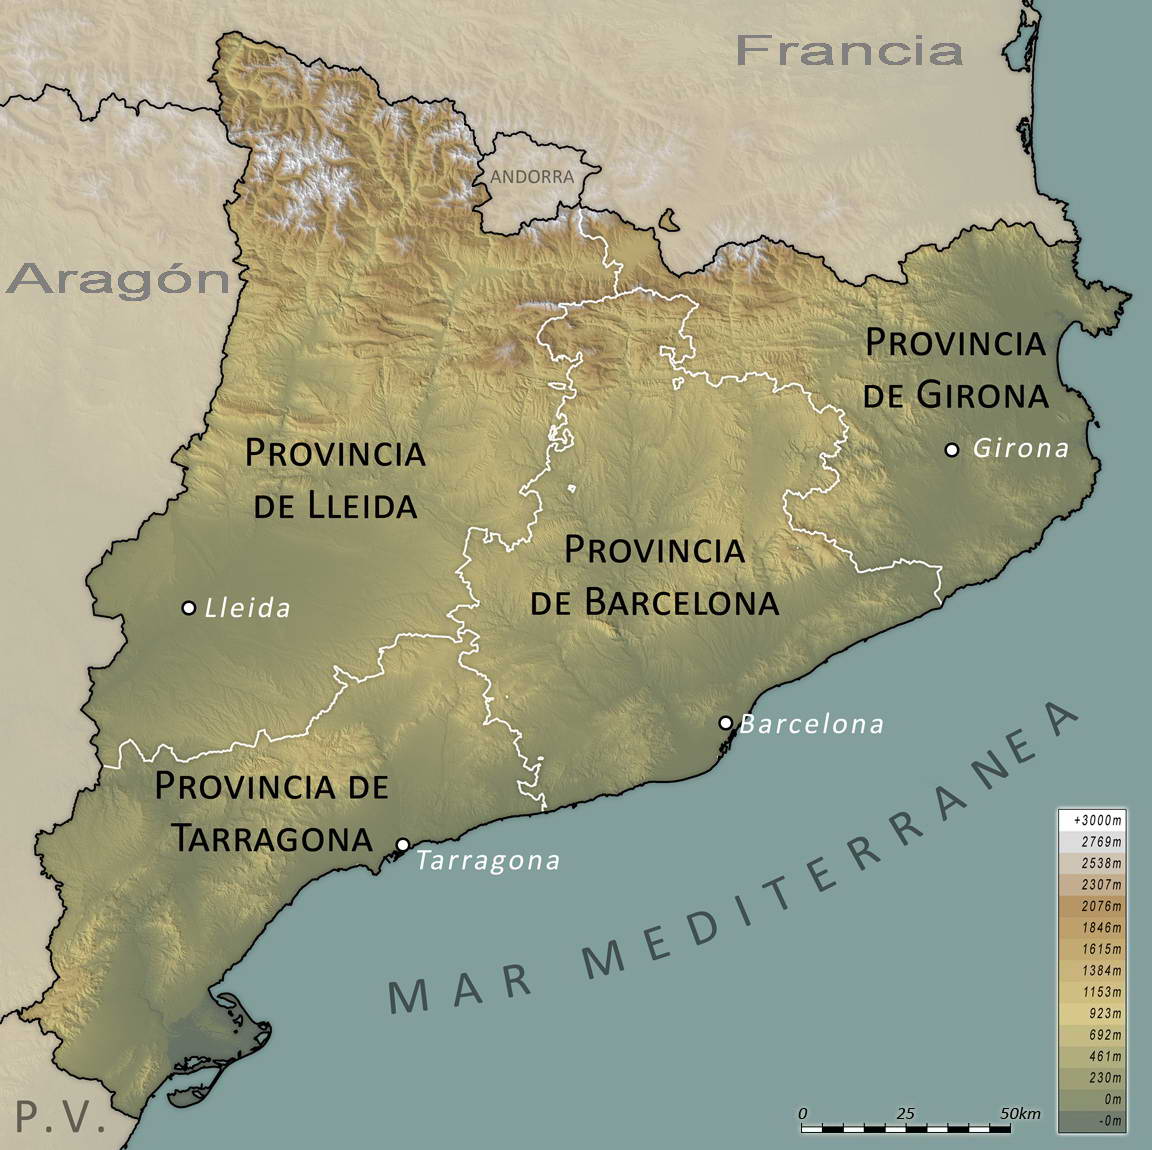 Francia
ANDORRA
Aragón
PROVINCIA
DE GIRONA
Girona
PROVINCIA
DE LLEIDA
PROVINCIA
DE BARCELONA
Lleida
Barcelona
PROVINCIA DE
TARRAGONA
Tarragona
MAR MEDITERRANEA
P.V.
0 25 50km
+3000m
2769m
2538m
2307m
2076m
1846m
1615m
1384m
1153m
923m
692m
461m
230m
0m
-0m